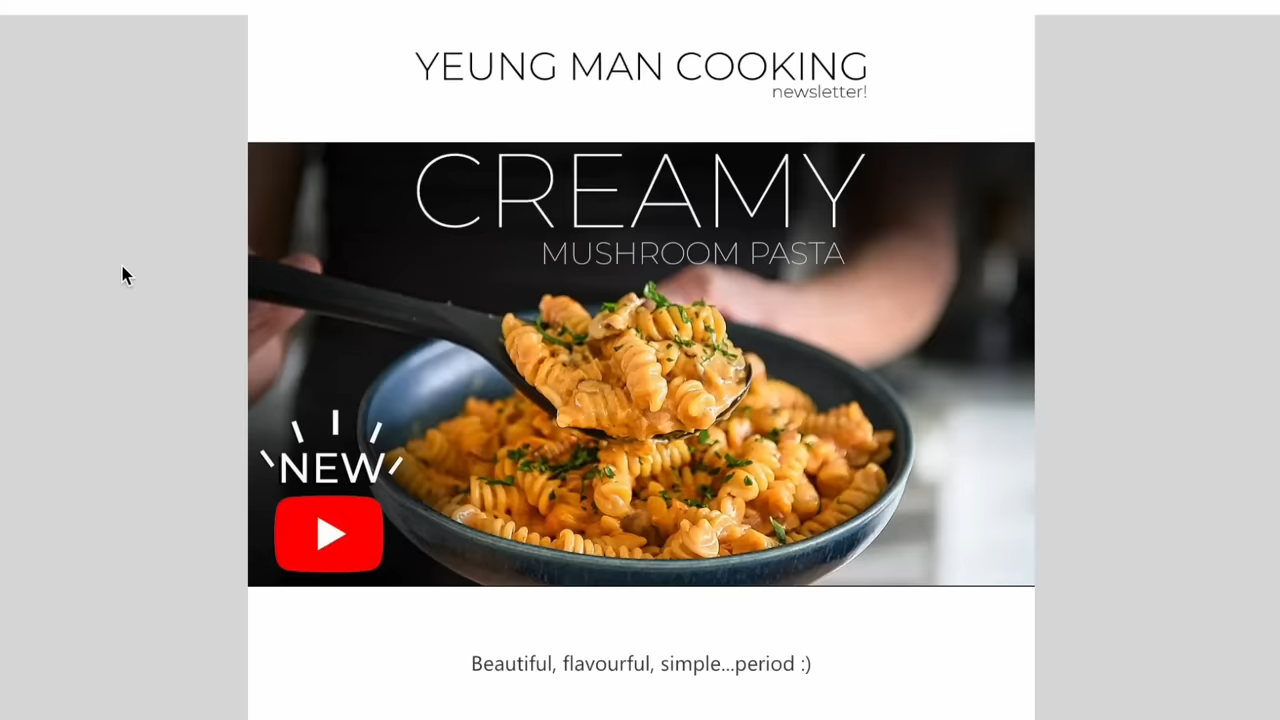 YEUNG MAN COOKING
newsletter!
CREAMY
MUSHROOM PASTA
NEW
Beautiful, flavourful, simple...period :)